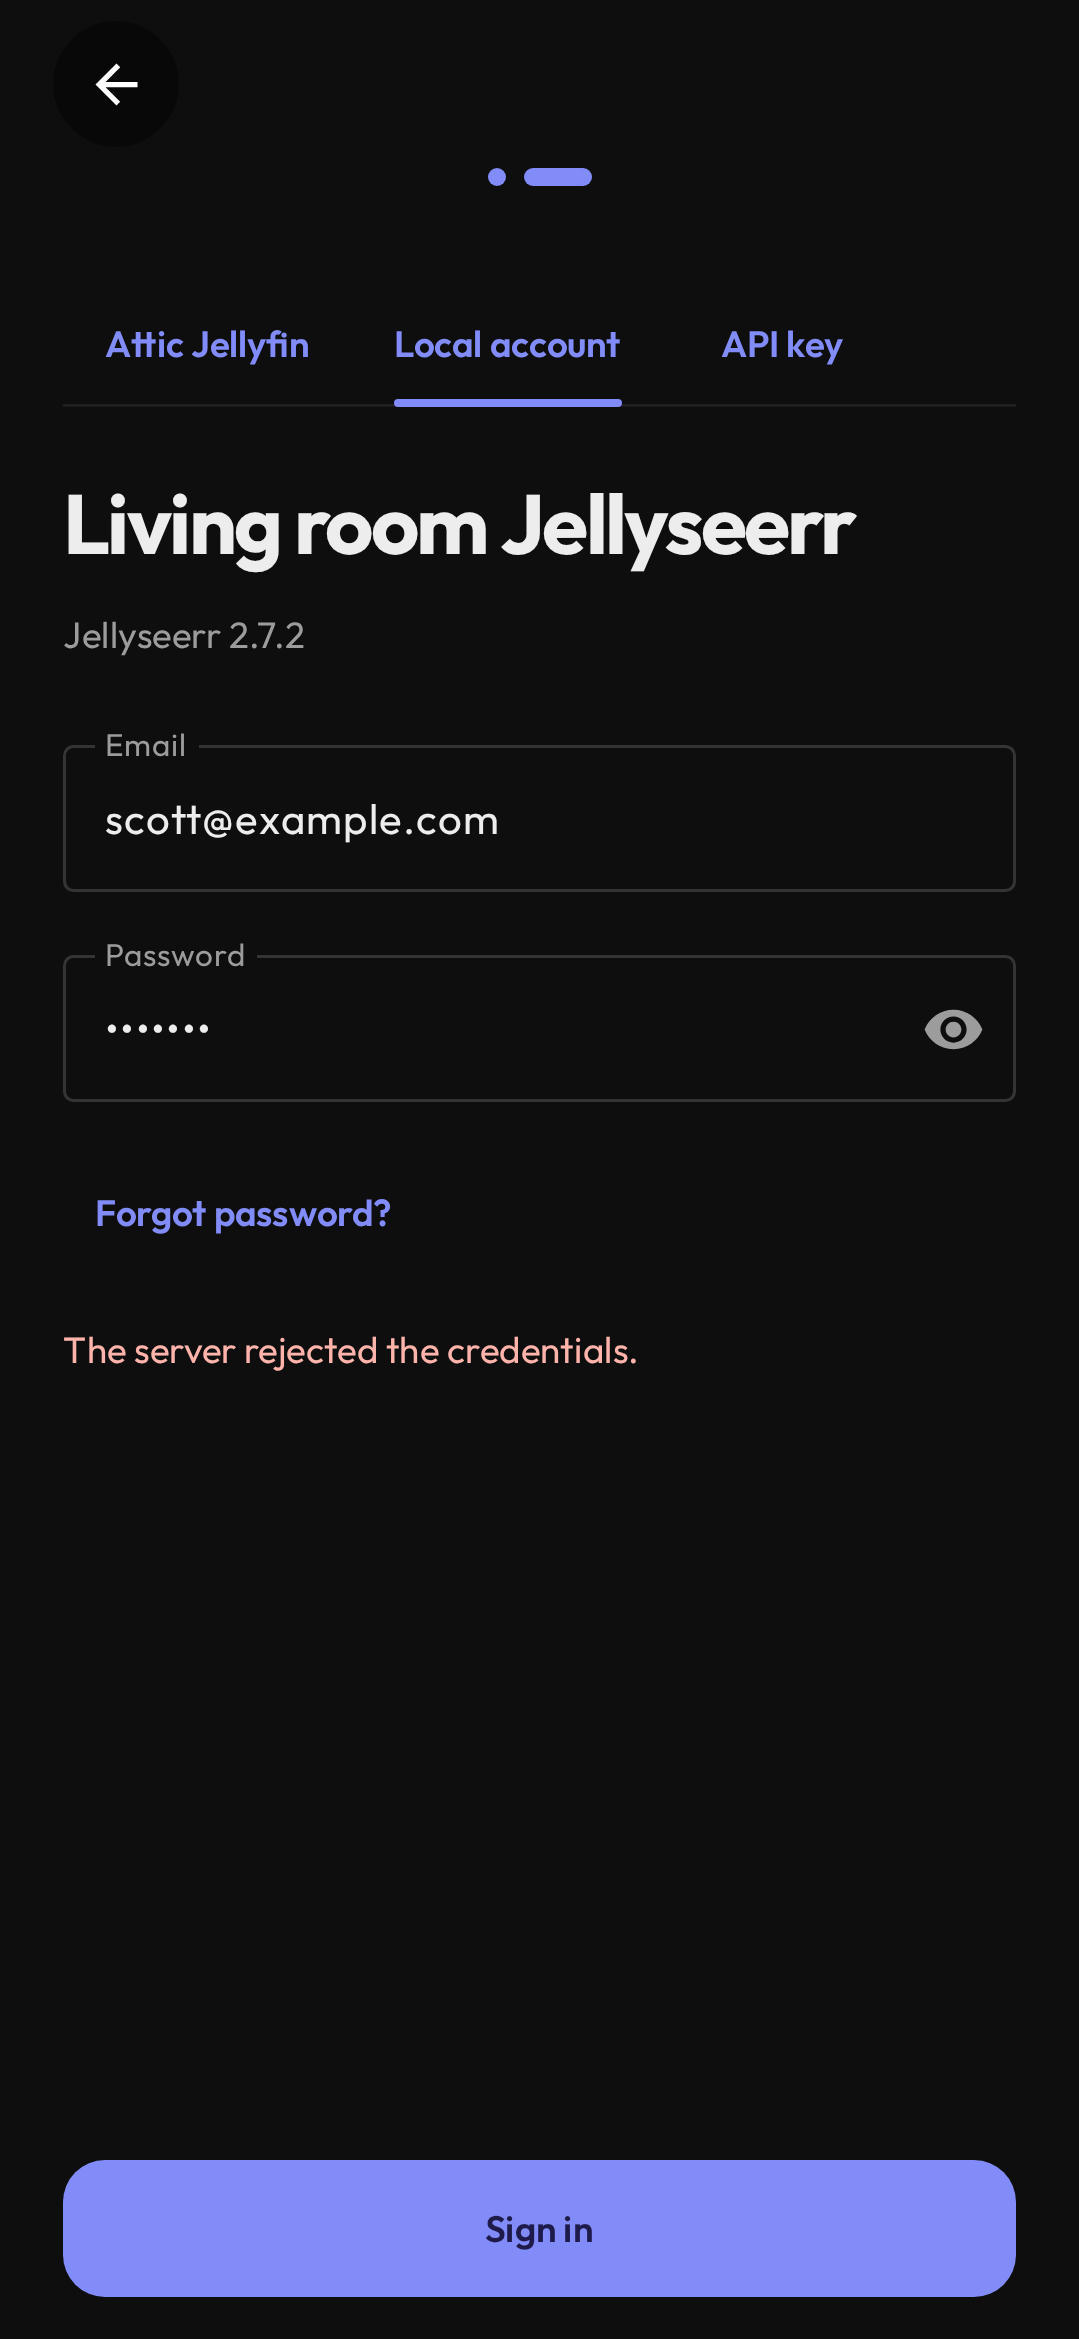 Attic Jellyfin
Local account
API key
Living room Jellyseerr
Jellyseerr 2.7.2
Email
scott@example.com
Password
•••••••
Forgot password?
The server rejected the credentials.
Sign in